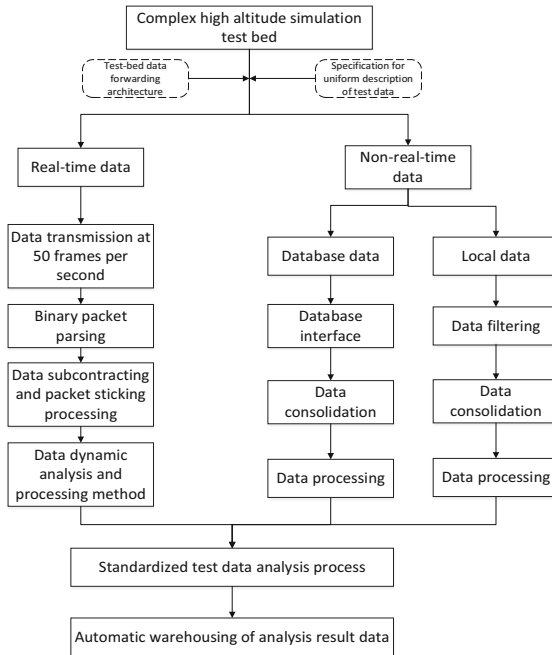 Complex high altitude simulation
test bed
Test-bed data
forwarding
architecture
Specification for
uniform description
of test data
Real-time data
Non-real-time
data
Data transmission at
50 frames per
second
Database data
Local data
Binary packet
parsing
Database
interface
Data filtering
Data subcontracting
and packet sticking
processing
Data
consolidation
Data
consolidation
Data dynamic
analysis and
processing method
Data processing
Data processing
Standardized test data analysis process
Automatic warehousing of analysis result data